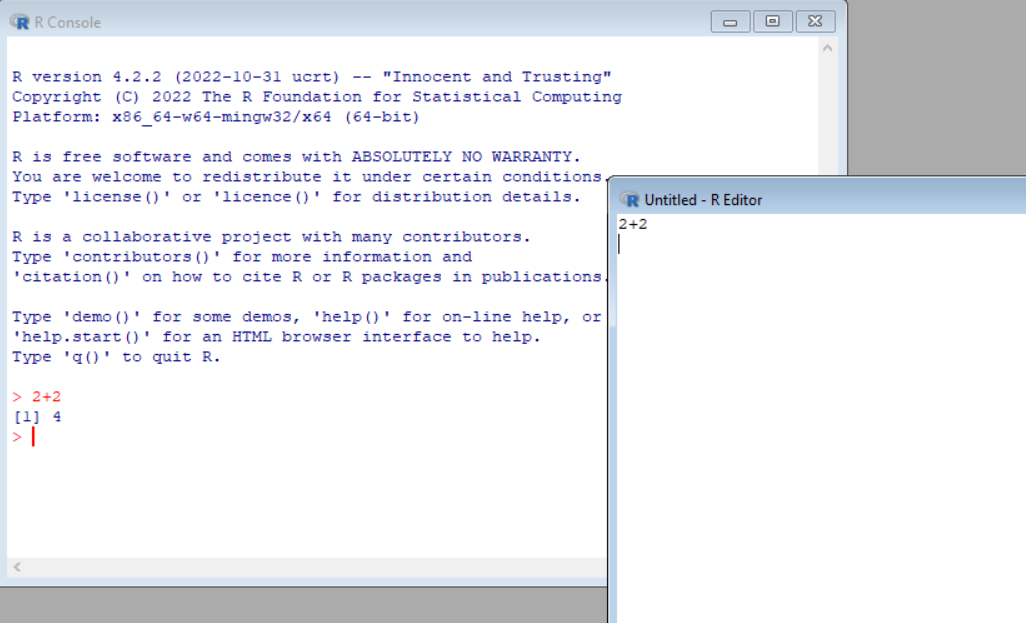 R Console
R version 4.2.2 (2022-10-31 ucrt) -- "Innocent and Trusting"
Copyright (C) 2022 The R Foundation for Statistical Computing
Platform: x86_64-w64-mingw32/x64 (64-bit)
R is free software and comes with ABSOLUTELY NO WARRANTY.
You are welcome to redistribute it under certain conditions.
Type 'license()' or 'licence()' for distribution details.
R is a collaborative project with many contributors.
Type 'contributors()' for more information and
'citation()' on how to cite R or R packages in publications.
Type 'demo()' for some demos, 'help()' for on-line help, or
'help.start()' for an HTML browser interface to help.
Type 'q()' to quit R.
> 2+2
[1] 4
>
Untitled - R Editor
2+2